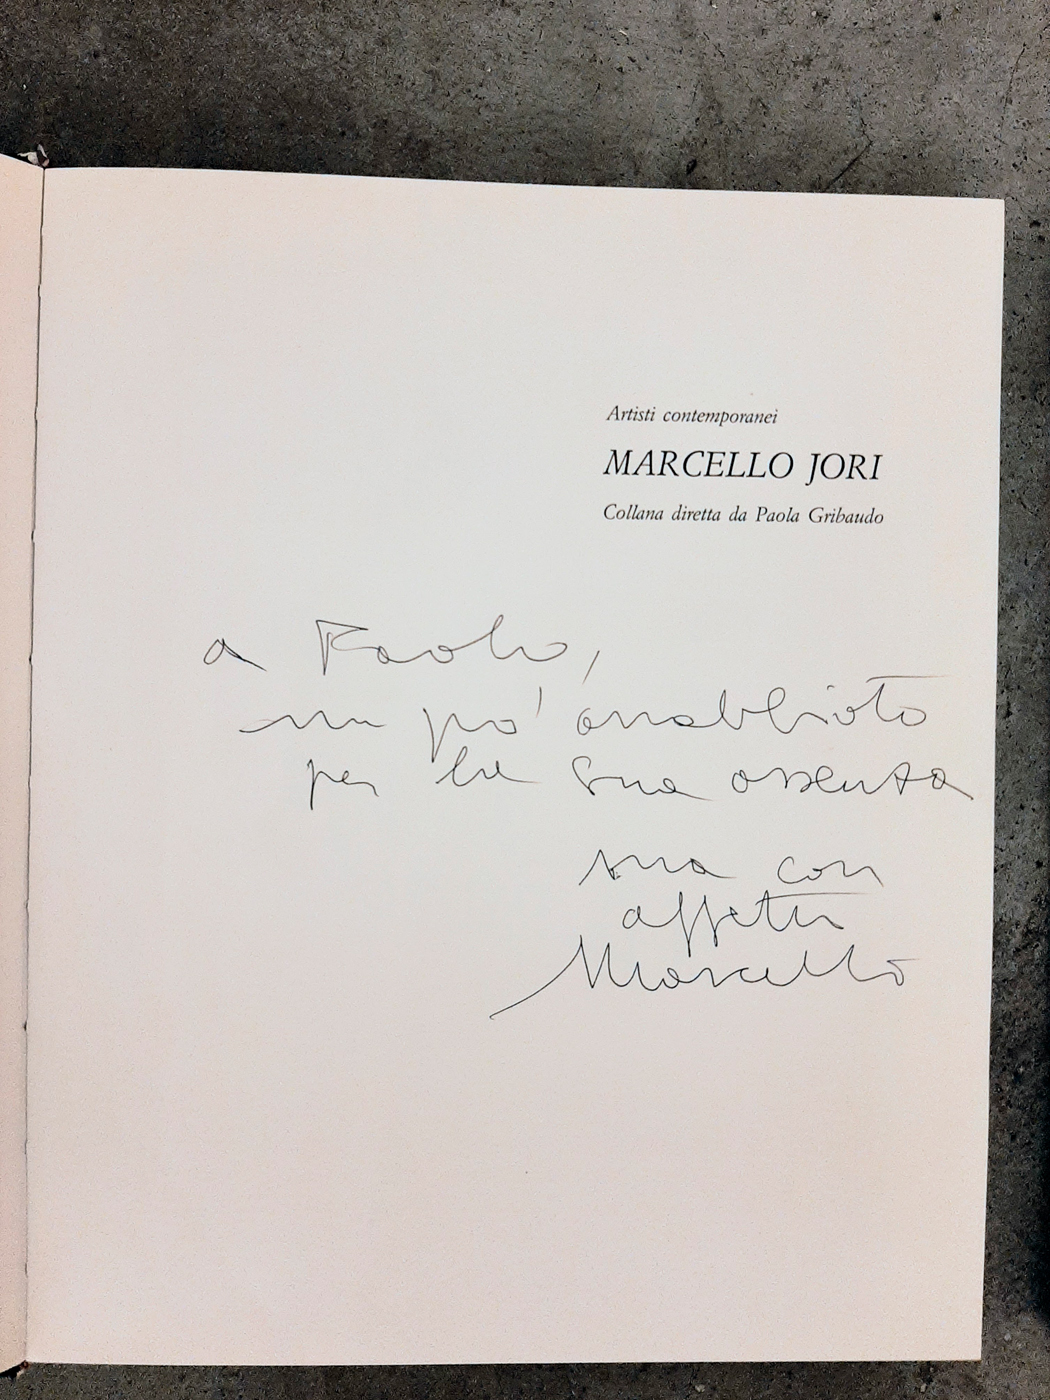 Artisti contemporanei
MARCELLO JORI
Collana diretta da Paola Gribaudo
a Paolo,
un po' arrabbiato
per la sua assenza
ma con
affetto
Marcello